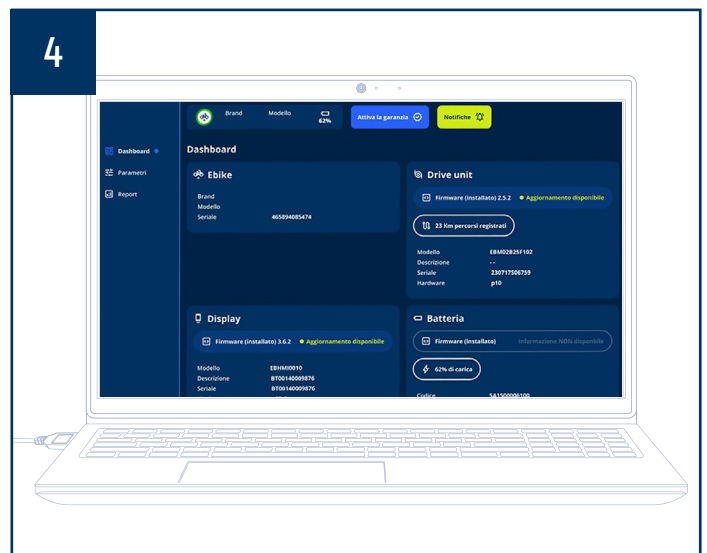 4
Brand Modello 62% Attiva la garanzia Notifiche
Dashboard
Parametri
Report
Dashboard
Ebike
Brand
Modello
Seriale 465894085474
Drive unit
Firmware (installato) 2.5.2 Aggiornamento disponibile
23 Km percorsi registrati
Modello EBM02B25F102
Descrizione --
Seriale 230717506759
Hardware p10
Display
Firmware (installato) 3.6.2 Aggiornamento disponibile
Modello EBHMI0010
Descrizione BT00140009876
Seriale BT00140009876
Batteria
Firmware (installato) Informazione NON disponibile
62% di carica
Codice SA1500006100